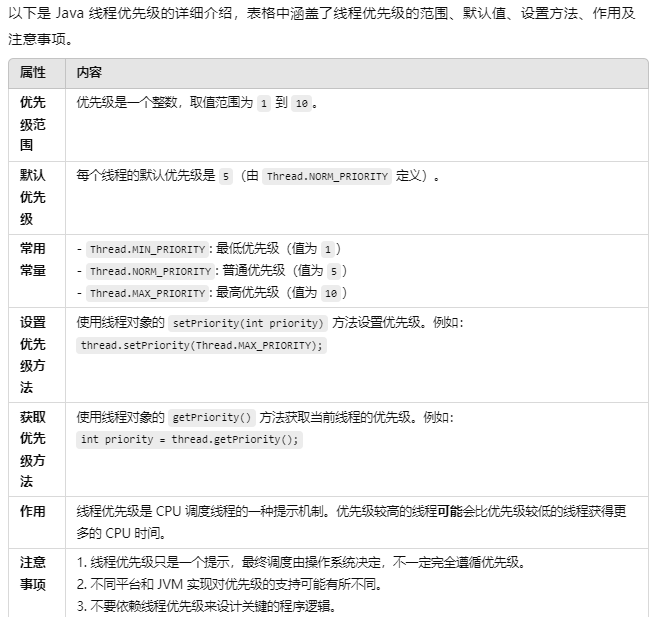 以下是 Java 线程优先级的详细介绍，表格中涵盖了线程优先级的范围、默认值、设置方法、作用及
注意事项。
属性 内容
优先级范围 优先级是一个整数，取值范围为 1 到 10 。
默认优先级 每个线程的默认优先级是 5 （由 Thread.NORM_PRIORITY 定义）。
常用常量 - Thread.MIN_PRIORITY : 最低优先级（值为 1 ）
- Thread.NORM_PRIORITY : 普通优先级（值为 5 ）
- Thread.MAX_PRIORITY : 最高优先级（值为 10 ）
设置优先级方法 使用线程对象的 setPriority(int priority) 方法设置优先级。例如：
thread.setPriority(Thread.MAX_PRIORITY);
获取优先级方法 使用线程对象的 getPriority() 方法获取当前线程的优先级。例如：
int priority = thread.getPriority();
作用 线程优先级是 CPU 调度线程的一种提示机制。优先级较高的线程可能会比优先级较低的线程获得更
多的 CPU 时间。
注意事项 1. 线程优先级只是一个提示，最终调度由操作系统决定，不一定完全遵循优先级。
2. 不同平台和 JVM 实现对优先级的支持可能有所不同。
3. 不要依赖线程优先级来设计关键的程序逻辑。